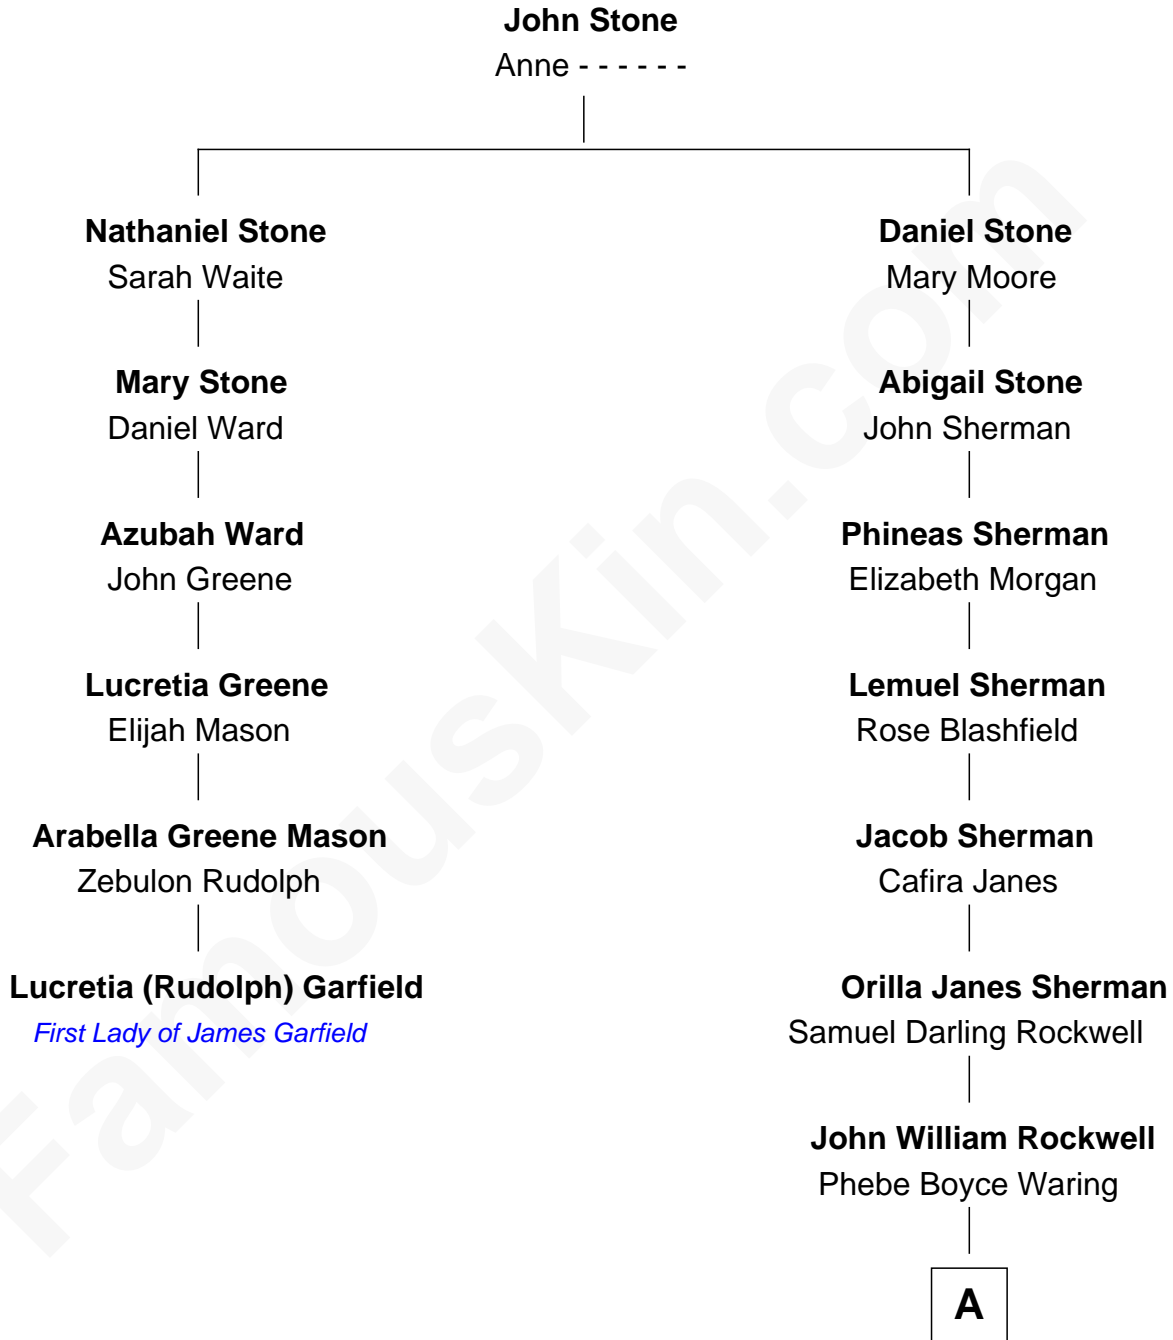 John Stone
Anne - - - - - -
Nathaniel Stone
Sarah Waite
Daniel Stone
Mary Moore
Mary Stone
Daniel Ward
Abigail Stone
John Sherman
Azubah Ward
John Greene
Phineas Sherman
Elizabeth Morgan
Lucretia Greene
Elijah Mason
Lemuel Sherman
Rose Blashfield
Arabella Greene Mason
Zebulon Rudolph
Jacob Sherman
Cafira Janes
Lucretia (Rudolph) Garfield
First Lady of James Garfield
Orilla Janes Sherman
Samuel Darling Rockwell
John William Rockwell
Phebe Boyce Waring
A
FamousKin.com